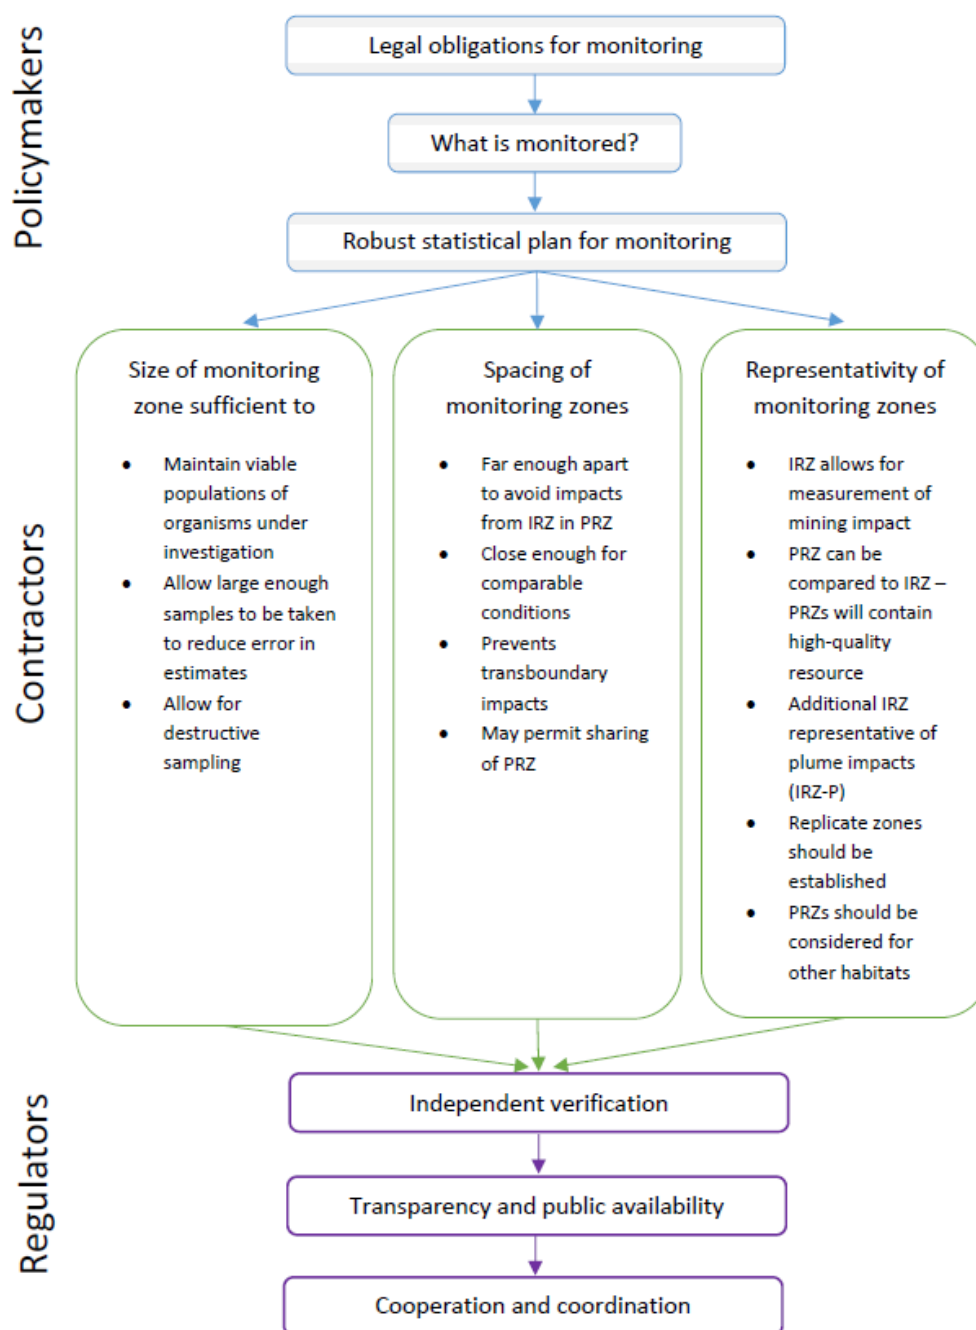 Policymakers
Legal obligations for monitoring
What is monitored?
Robust statistical plan for monitoring
Contractors
Size of monitoring
zone sufficient to
• Maintain viable
populations of
organisms under
investigation
• Allow large enough
samples to be taken
to reduce error in
estimates
• Allow for
destructive
sampling
Spacing of
monitoring zones
• Far enough apart
to avoid impacts
from IRZ in PRZ
• Close enough for
comparable
conditions
• Prevents
transboundary
impacts
• May permit sharing
of PRZ
Representativity of
monitoring zones
• IRZ allows for
measurement of
mining impact
• PRZ can be
compared to IRZ –
PRZs will contain
high-quality
resource
• Additional IRZ
representative of
plume impacts
(IRZ-P)
• Replicate zones
should be
established
• PRZs should be
considered for
other habitats
Regulators
Independent verification
Transparency and public availability
Cooperation and coordination